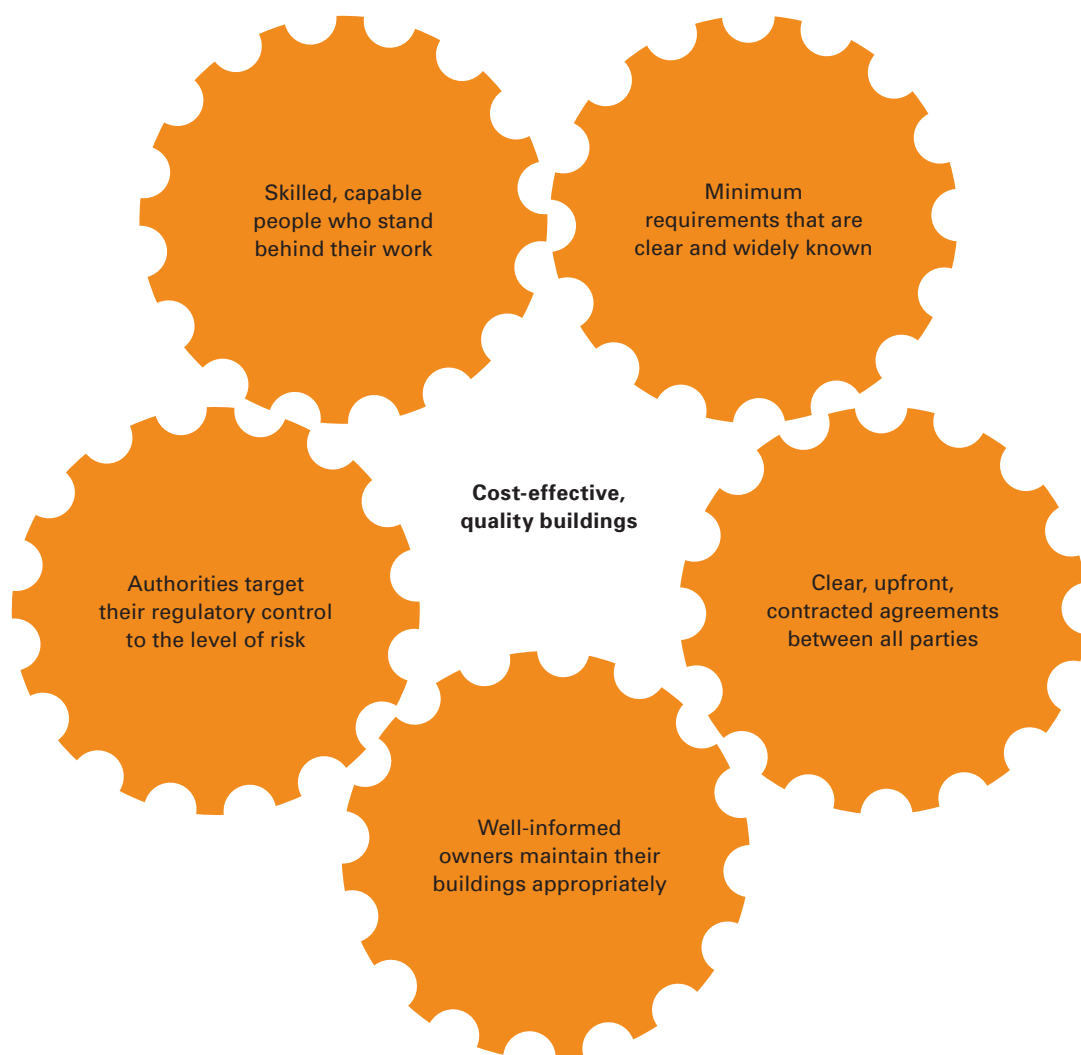 Skilled, capable
people who stand
behind their work
Minimum
requirements that are
clear and widely known
Cost-effective,
quality buildings
Authorities target
their regulatory control
to the level of risk
Clear, upfront,
contracted agreements
between all parties
Well-informed
owners maintain their
buildings appropriately